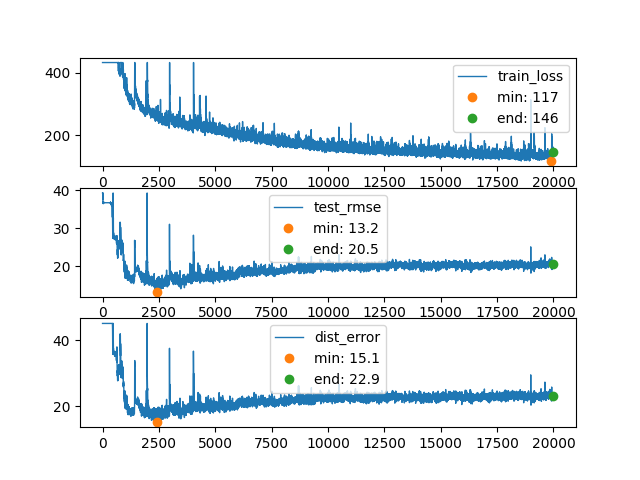 400
200
train_loss
min: 117
end: 146
0 2500 5000 7500 10000 12500 15000 17500 20000
40
20
test_rmse
min: 13.2
end: 20.5
0 2500 5000 7500 10000 12500 15000 17500 20000
40
20
dist_error
min: 15.1
end: 22.9
0 2500 5000 7500 10000 12500 15000 17500 20000